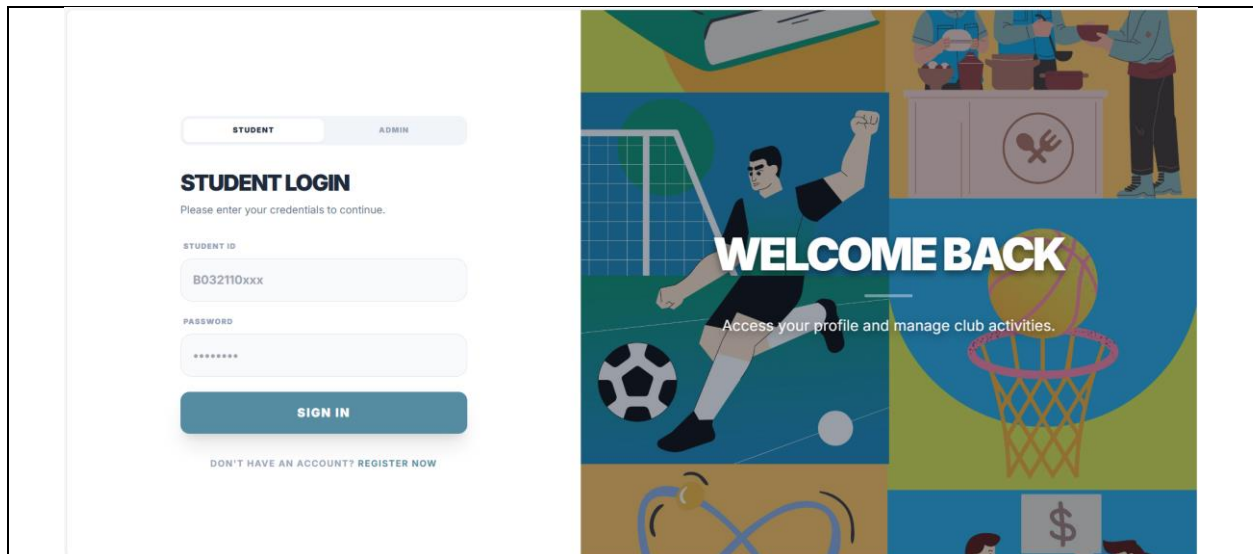 STUDENT ADMIN
STUDENT LOGIN
Please enter your credentials to continue.
STUDENT ID
B032110xxx
PASSWORD
••••••••
SIGN IN
DON'T HAVE AN ACCOUNT? REGISTER NOW
WELCOME BACK
Access your profile and manage club activities.
$